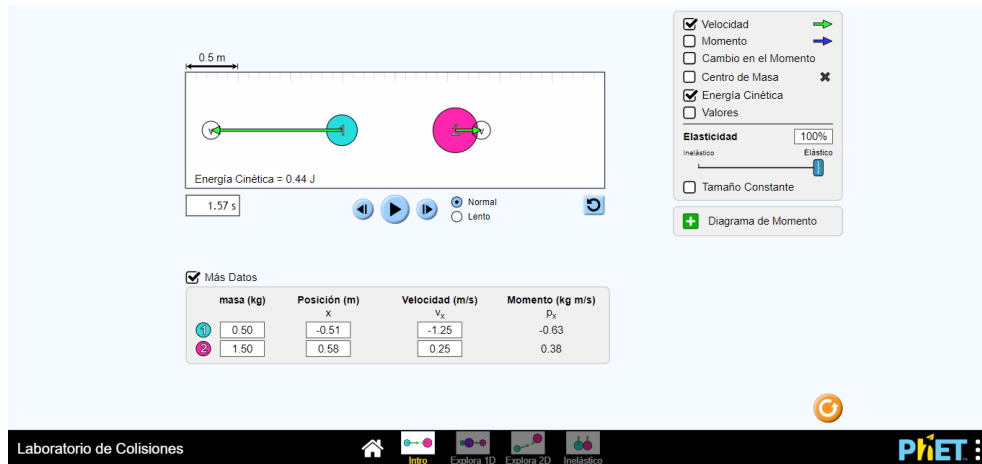 0.5 m
v
1
2
v
Energía Cinética = 0.44 J
1.57 s
Normal
Lento
Velocidad
Momento
Cambio en el Momento
Centro de Masa
Energía Cinética
Valores
Elasticidad 100%
Inelástico Elástico
Tamaño Constante
Diagrama de Momento
Más Datos
masa (kg) Posición (m) Velocidad (m/s) Momento (kg m/s)
x vx px
1 0.50 -0.51 -1.25 -0.63
2 1.50 0.58 0.25 0.38
Laboratorio de Colisiones
Intro Explora 1D Explora 2D Inelástico
PhET